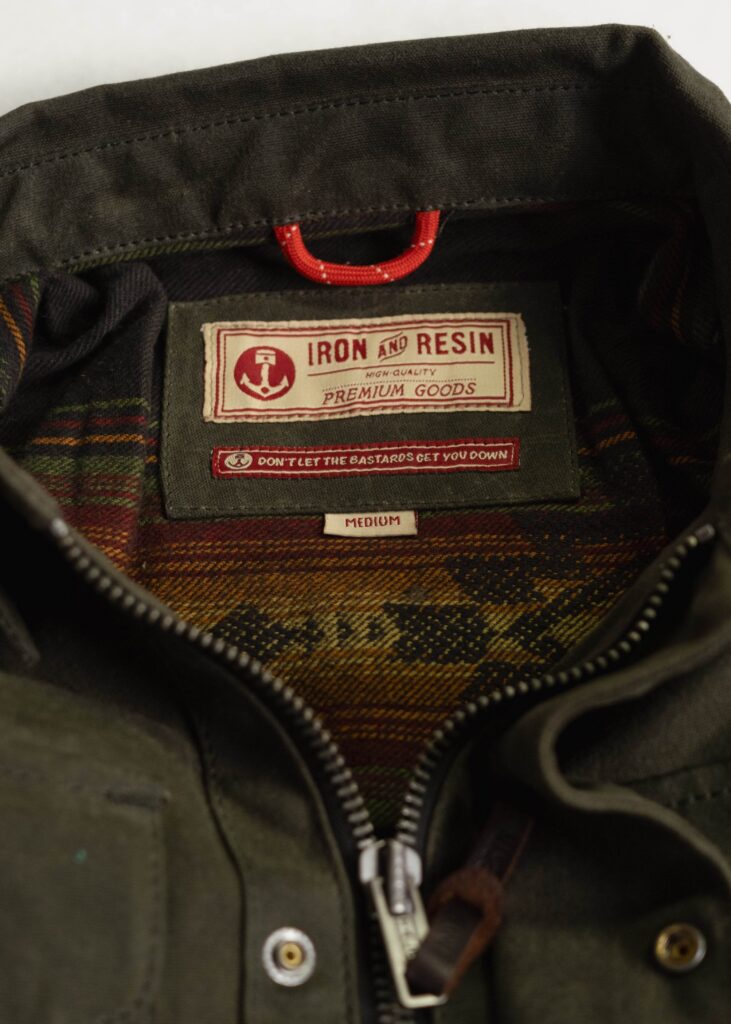 IRON AND RESIN
HIGH-QUALITY
PREMIUM GOODS
DON'T LET THE BASTARDS GET YOU DOWN
MEDIUM